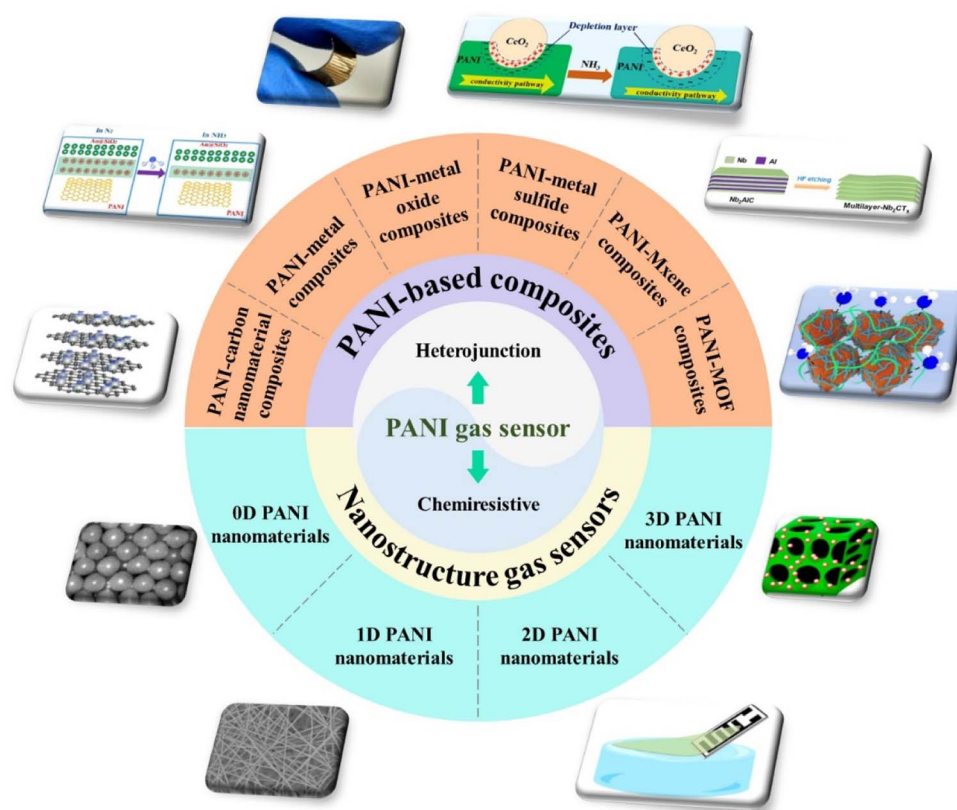 Depletion layer
CeO2
CeO2
PANI
NH3
PANI
conductivity pathway
conductivity pathway
In N2
In NH3
PANI
PANI
Nb
Al
HF etching
Nb2AlC
Multilayer-Nb2CTx
PANI-carbon
nanomaterial
composites
PANI-metal
composites
PANI-metal
oxide
composites
PANI-metal
sulfide
composites
PANI-Mxene
composites
PANI-MOF
composites
PANI-based composites
Heterojunction
PANI gas sensor
Chemiresistive
Nanostructure gas sensors
0D PANI
nanomaterials
1D PANI
nanomaterials
2D PANI
nanomaterials
3D PANI
nanomaterials